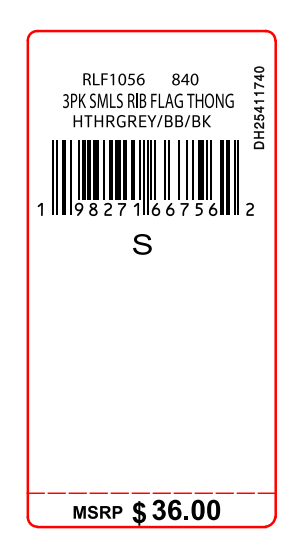 RLF1056 840
3PK SMLS RIB FLAG THONG
HTHRGREY/BB/BK
DH25411740
1 98271 66756 2
S
MSRP $ 36.00